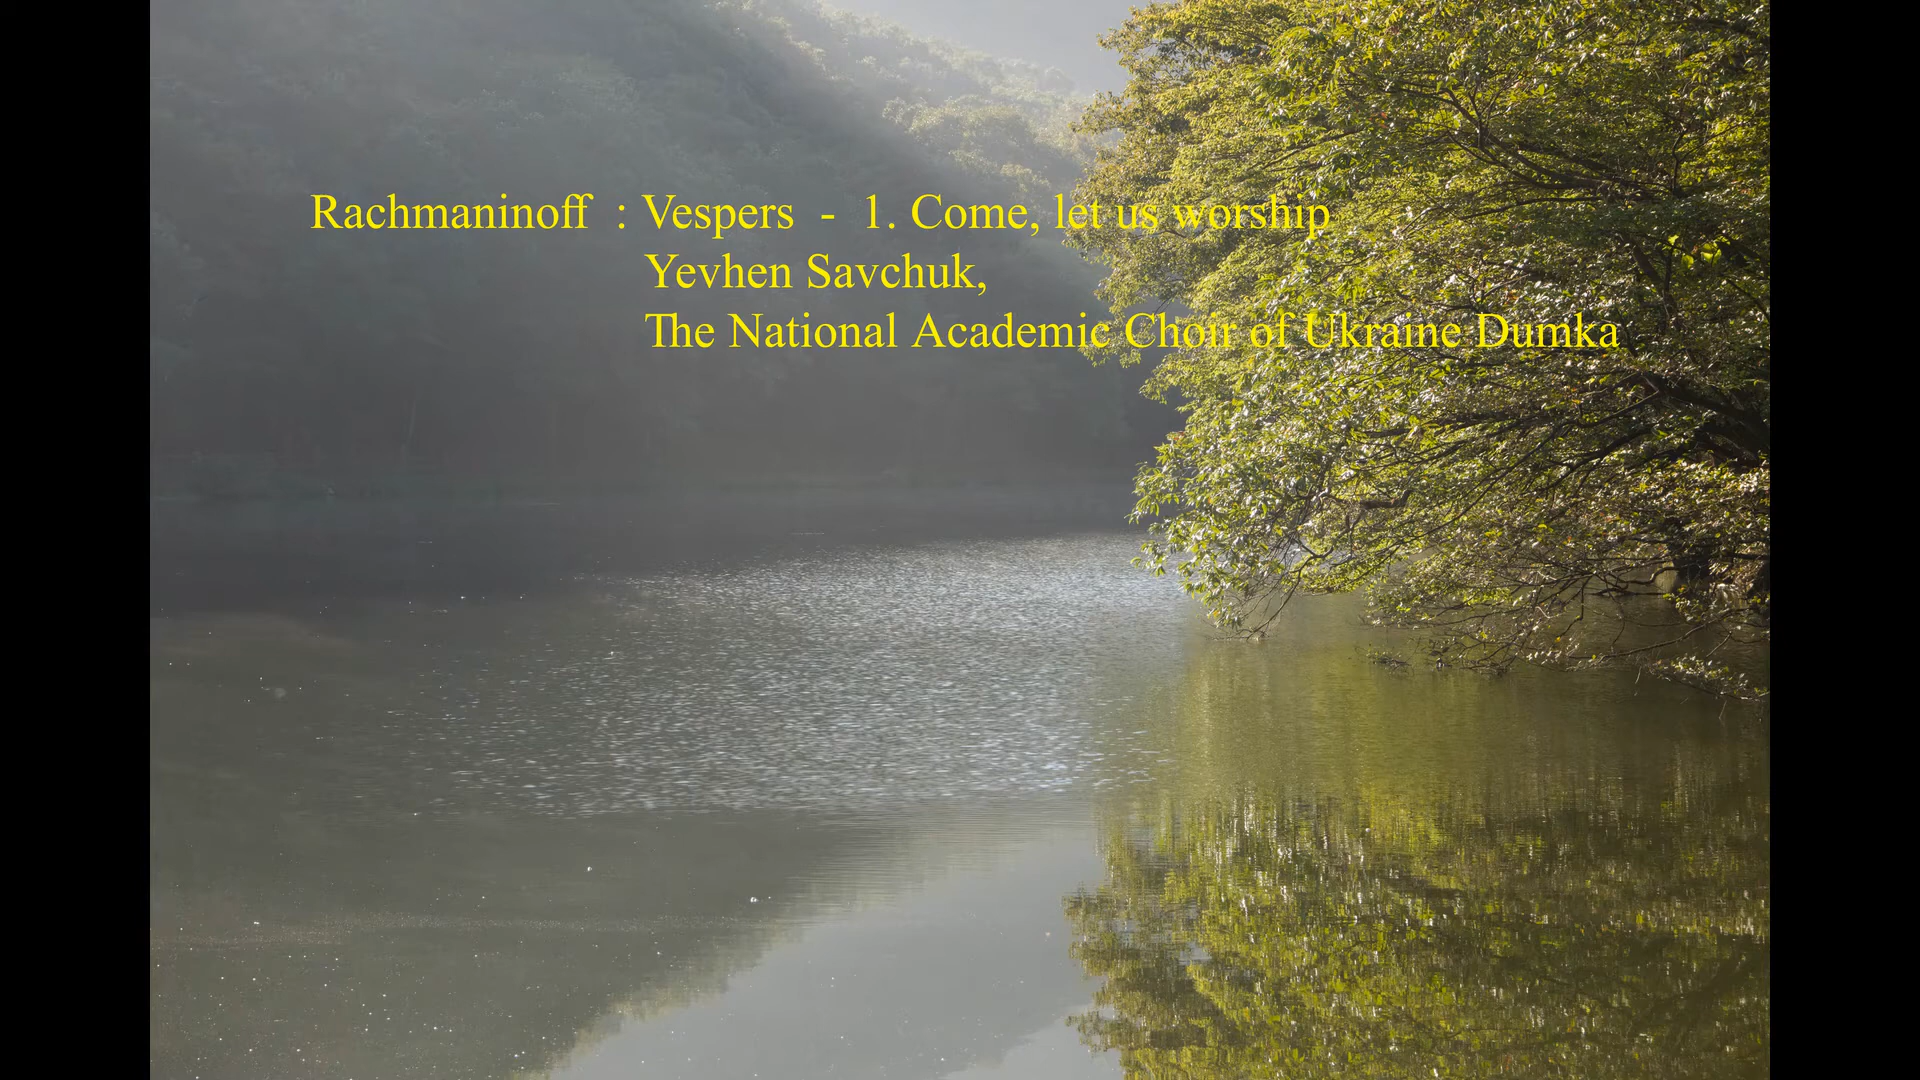 Rachmaninoff : Vespers - 1. Come, let us worship
Yevhen Savchuk,
The National Academic Choir of Ukraine Dumka